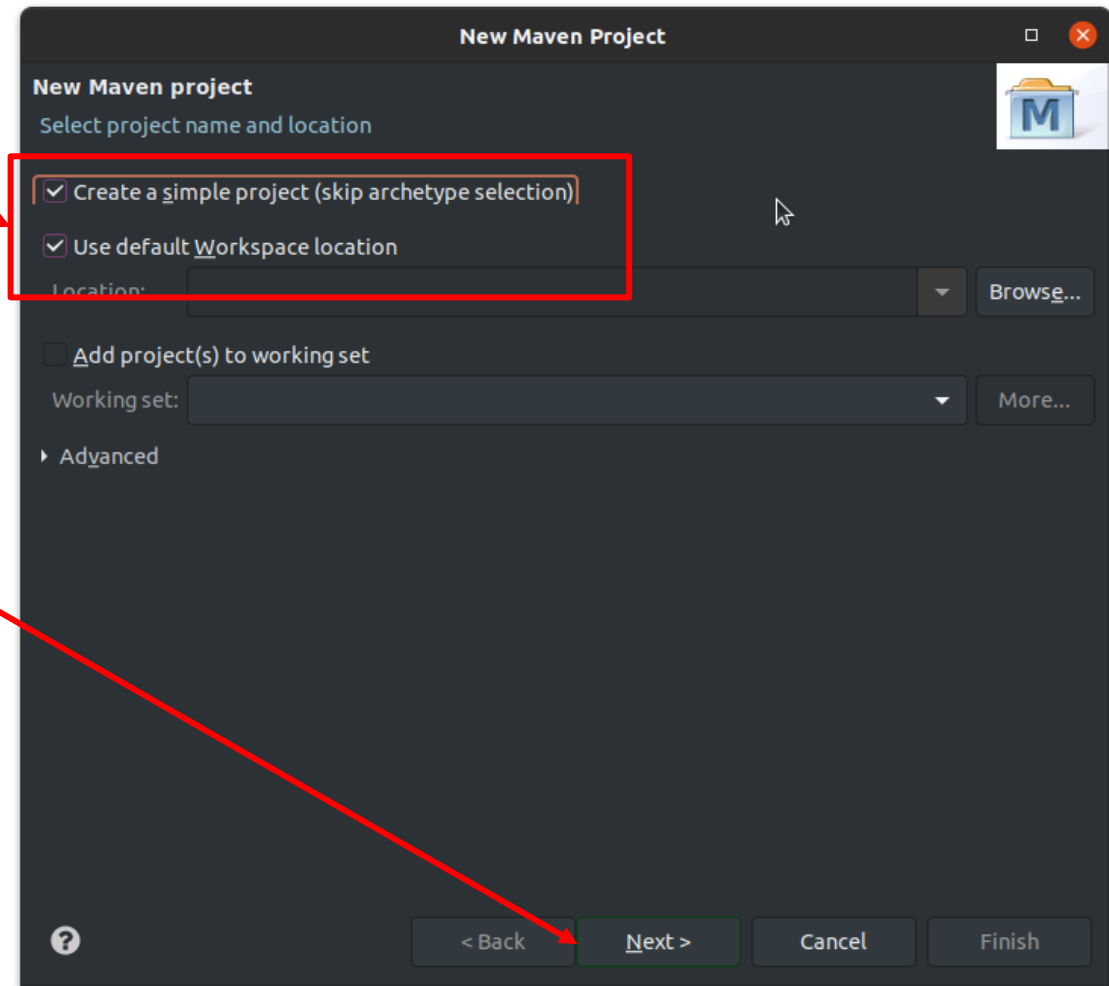 New Maven Project
New Maven project
M
Select project name and location
Create a simple project (skip archetype selection)
Use default Workspace location
Location: Browse...
Add project(s) to working set
Working set: More...
Advanced
? < Back Next > Cancel Finish